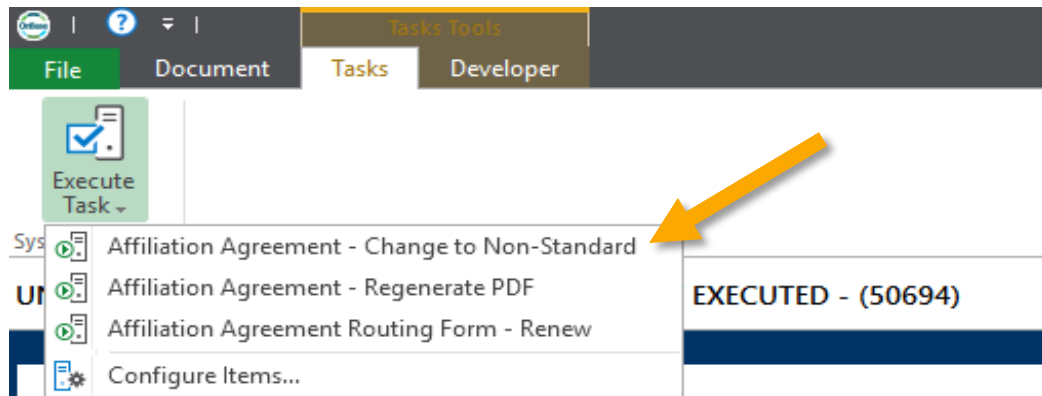 OnBase
Tasks Tools
File Document Tasks Developer
Execute
Task
Sys
Affiliation Agreement - Change to Non-Standard
Affiliation Agreement - Regenerate PDF
UN EXECUTED - (50694)
Affiliation Agreement Routing Form - Renew
Configure Items...